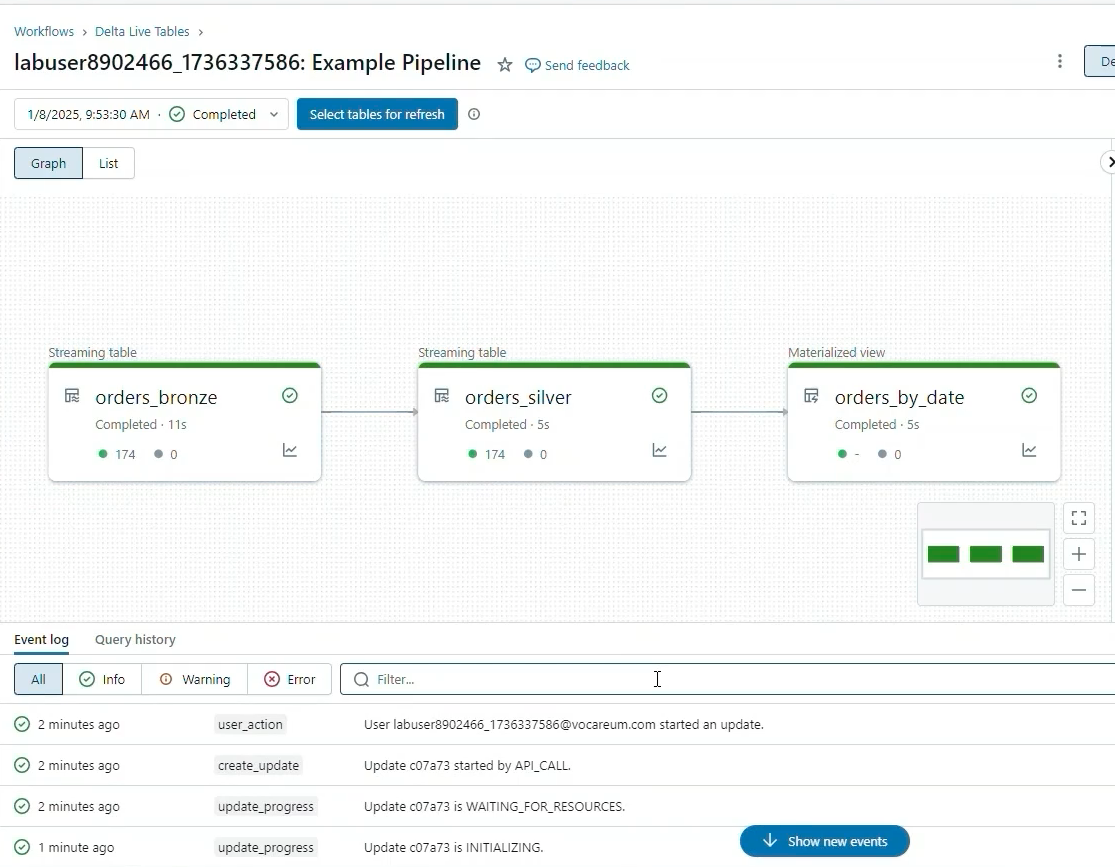 Workflows › Delta Live Tables ›
labuser8902466_1736337586: Example Pipeline
Send feedback
De
1/8/2025, 9:53:30 AM · Completed
Select tables for refresh
Graph
List
Streaming table
Streaming table
Materialized view
orders_bronze
Completed · 11s
174
0
orders_silver
Completed · 5s
174
0
orders_by_date
Completed · 5s
-
0
Event log
Query history
All
Info
Warning
Error
Filter...
2 minutes ago user_action User labuser8902466_1736337586@vocareum.com started an update.
2 minutes ago create_update Update c07a73 started by API_CALL.
2 minutes ago update_progress Update c07a73 is WAITING_FOR_RESOURCES.
1 minute ago update_progress Update c07a73 is INITIALIZING.
Show new events